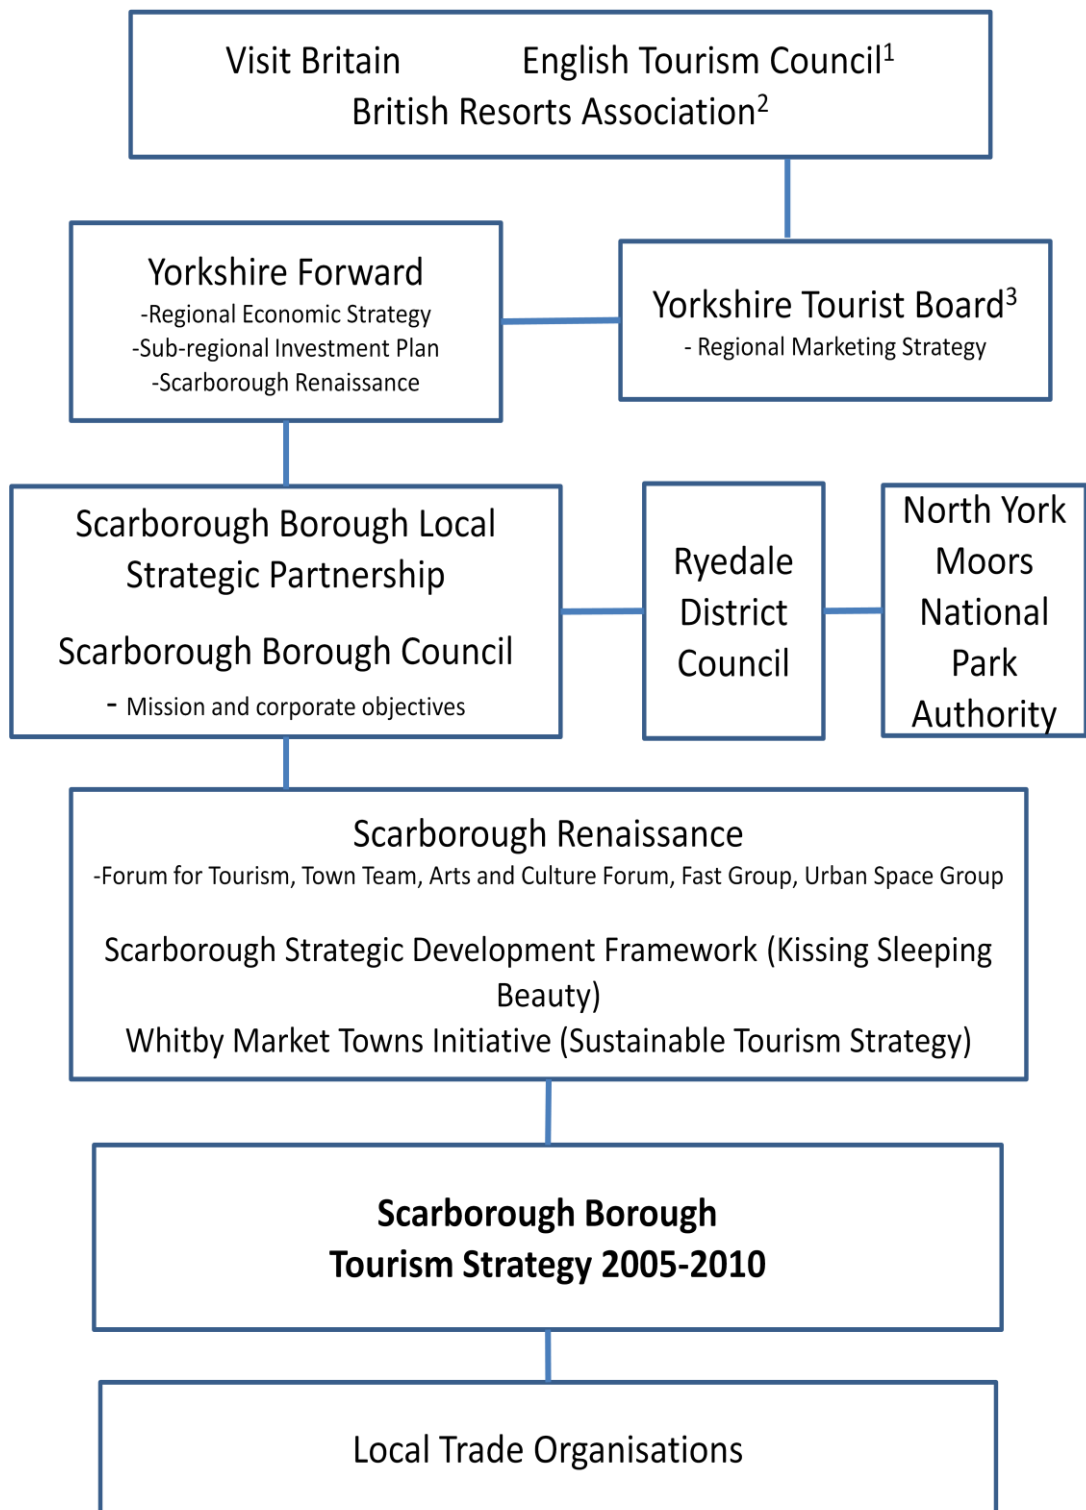 Visit Britain English Tourism Council¹
British Resorts Association²
Yorkshire Forward
-Regional Economic Strategy
-Sub-regional Investment Plan
-Scarborough Renaissance
Yorkshire Tourist Board³
- Regional Marketing Strategy
Scarborough Borough Local
Strategic Partnership
Scarborough Borough Council
- Mission and corporate objectives
Ryedale
District
Council
North York
Moors
National
Park
Authority
Scarborough Renaissance
-Forum for Tourism, Town Team, Arts and Culture Forum, Fast Group, Urban Space Group
Scarborough Strategic Development Framework (Kissing Sleeping
Beauty)
Whitby Market Towns Initiative (Sustainable Tourism Strategy)
Scarborough Borough
Tourism Strategy 2005-2010
Local Trade Organisations